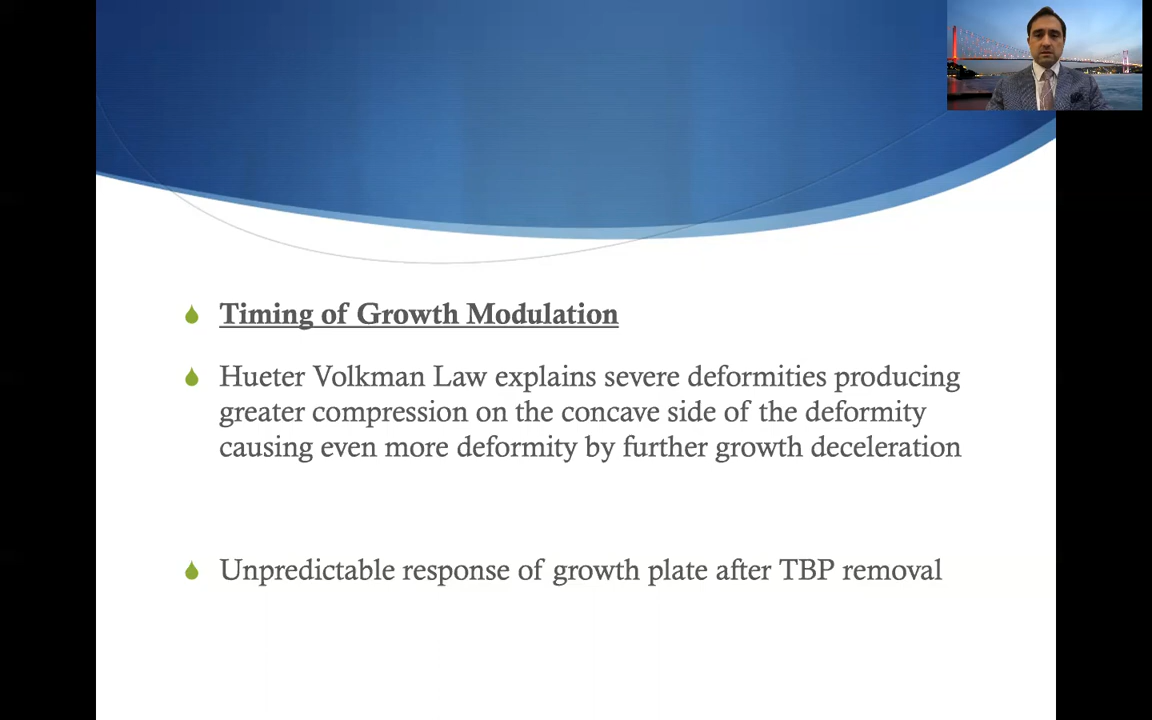 Timing of Growth Modulation
Hueter Volkman Law explains severe deformities producing
greater compression on the concave side of the deformity
causing even more deformity by further growth deceleration
Unpredictable response of growth plate after TBP removal